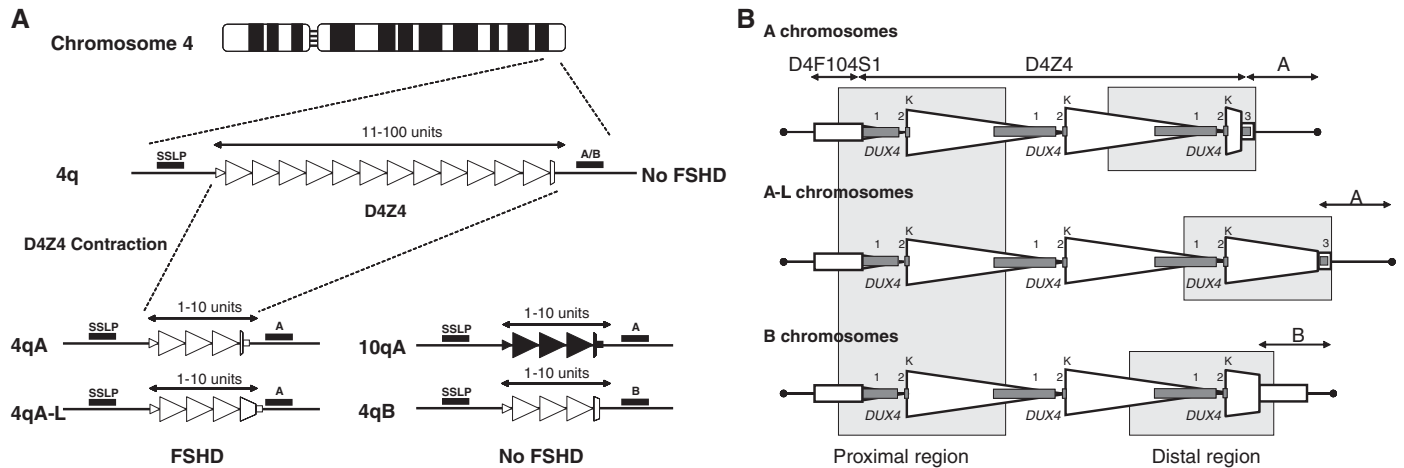 A
Chromosome 4
11-100 units
SSLP
A/B
4q
No FSHD
D4Z4
D4Z4 Contraction
1-10 units
SSLP
A
4qA
1-10 units
SSLP
A
4qA-L
FSHD
1-10 units
SSLP
A
10qA
1-10 units
SSLP
B
4qB
No FSHD
B
A chromosomes
D4F104S1 D4Z4 A
K K K
1 2 1 2 1 2 3
DUX4 DUX4 DUX4
A-L chromosomes
A
K K K
1 2 1 2 1 2 3
DUX4 DUX4 DUX4
B chromosomes
B
K K K
1 2 1 2 1 2
DUX4 DUX4 DUX4
Proximal region Distal region